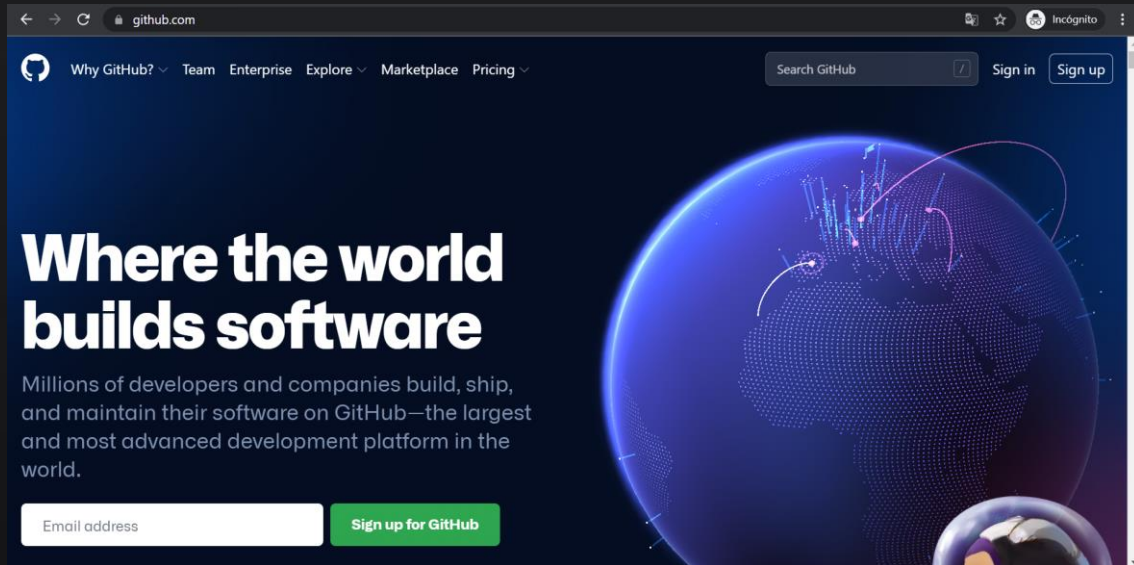 github.com
Incógnito
Why GitHub? Team Enterprise Explore Marketplace Pricing
Search GitHub /
Sign in Sign up
Where the world
builds software
Millions of developers and companies build, ship,
and maintain their software on GitHub—the largest
and most advanced development platform in the
world.
Email address
Sign up for GitHub